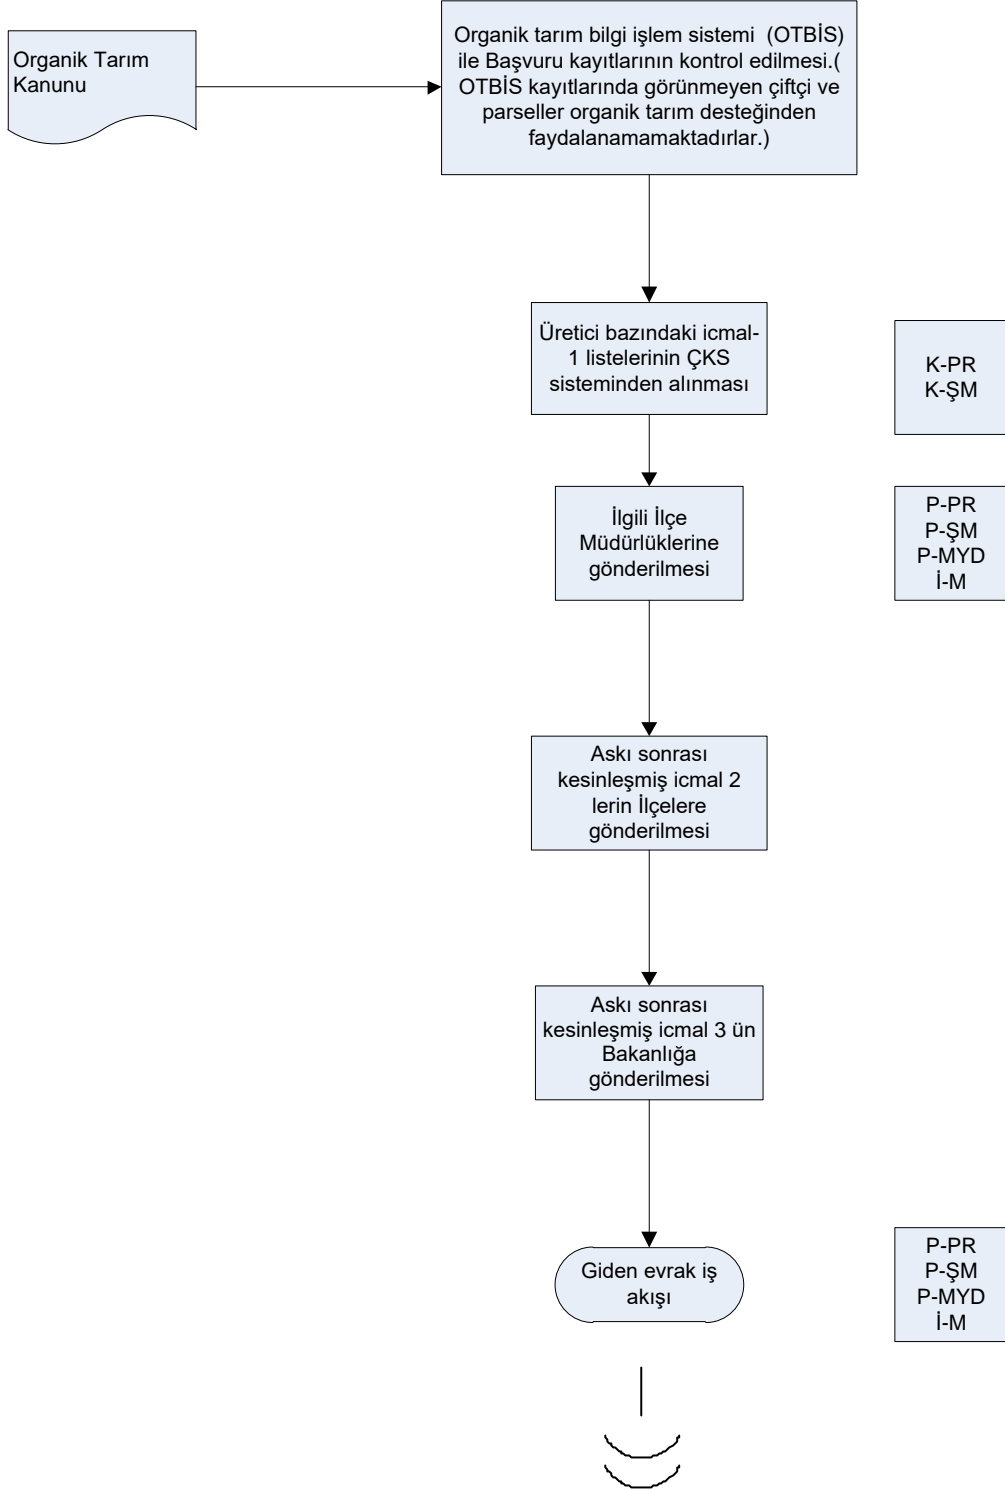 Organik Tarım
Kanunu
Organik tarım bilgi işlem sistemi  (OTBİS)
ile Başvuru kayıtlarının kontrol edilmesi.(
OTBİS kayıtlarında görünmeyen çiftçi ve
parseller organik tarım desteğinden
faydalanamamaktadırlar.)
Üretici bazındaki icmal-
1 listelerinin ÇKS
sisteminden alınması
K-PR
K-ŞM
İlgili İlçe
Müdürlüklerine
gönderilmesi
P-PR
P-ŞM
P-MYD
İ-M
Askı sonrası
kesinleşmiş icmal 2
lerin İlçelere
gönderilmesi
Askı sonrası
kesinleşmiş icmal 3 ün
Bakanlığa
gönderilmesi
Giden evrak iş
akışı
P-PR
P-ŞM
P-MYD
İ-M